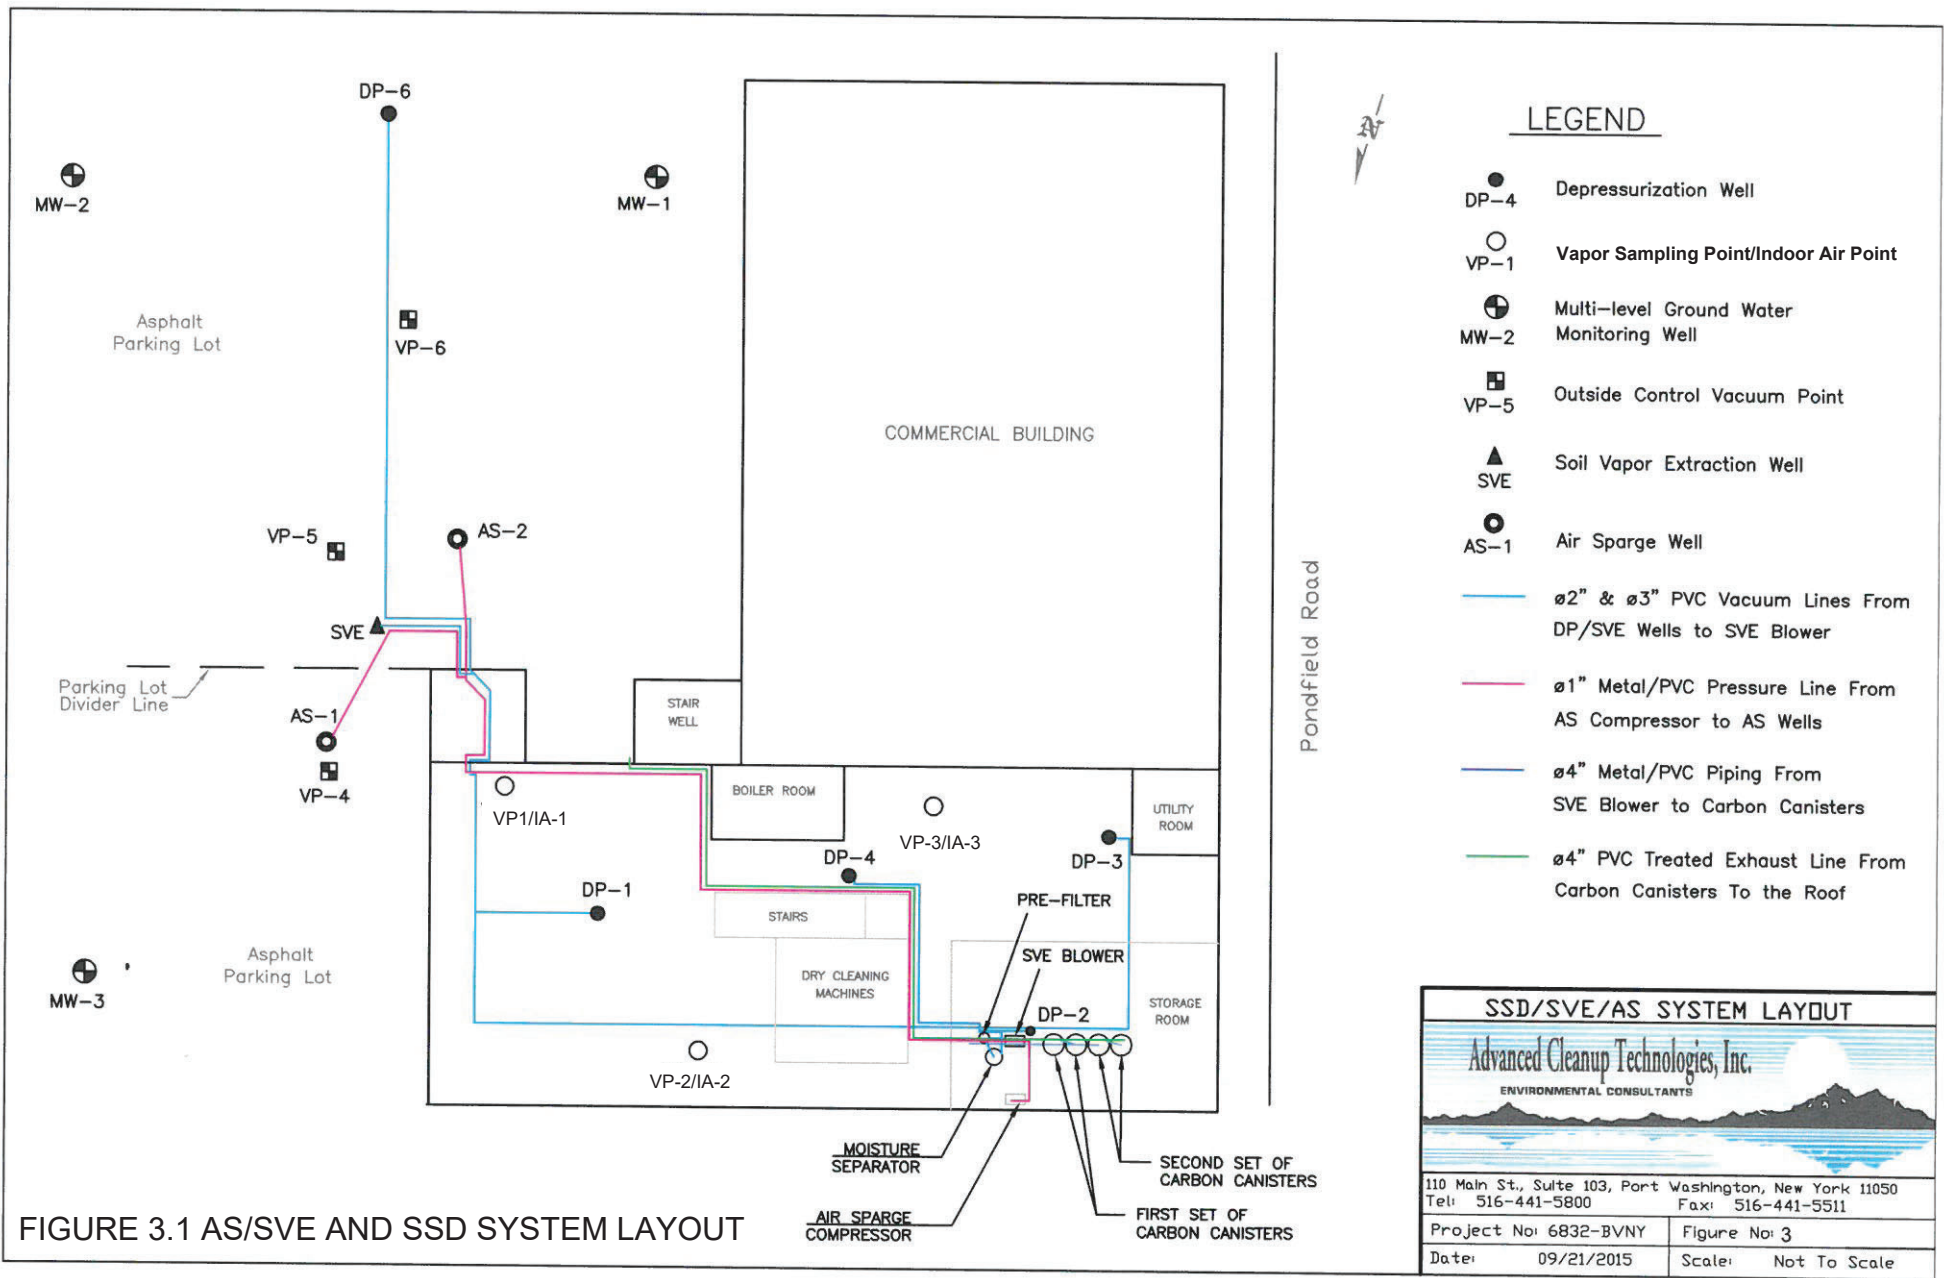 DP-6
MW-2
MW-1
Asphalt
Parking Lot
VP-6
COMMERCIAL BUILDING
VP-5
AS-2
SVE
Parking Lot
Divider Line
AS-1
VP-4
STAIR
WELL
BOILER ROOM
UTILITY
ROOM
VP1/IA-1
VP-3/IA-3
DP-4
DP-3
DP-1
PRE-FILTER
STAIRS
SVE BLOWER
Asphalt
Parking Lot
DRY CLEANING
MACHINES
STORAGE
ROOM
MW-3
DP-2
VP-2/IA-2
MOISTURE
SEPARATOR
SECOND SET OF
CARBON CANISTERS
AIR SPARGE
COMPRESSOR
FIRST SET OF
CARBON CANISTERS
Pondfield Road
N
LEGEND
DP-4 Depressurization Well
VP-1 Vapor Sampling Point/Indoor Air Point
Multi-level Ground Water
MW-2 Monitoring Well
VP-5 Outside Control Vacuum Point
SVE Soil Vapor Extraction Well
AS-1 Air Sparge Well
ø2" & ø3" PVC Vacuum Lines From
DP/SVE Wells to SVE Blower
ø1" Metal/PVC Pressure Line From
AS Compressor to AS Wells
ø4" Metal/PVC Piping From
SVE Blower to Carbon Canisters
ø4" PVC Treated Exhaust Line From
Carbon Canisters To the Roof
SSD/SVE/AS SYSTEM LAYOUT
Advanced Cleanup Technologies, Inc.
ENVIRONMENTAL CONSULTANTS
110 Main St., Suite 103, Port Washington, New York 11050
Tel: 516-441-5800 Fax: 516-441-5511
Project No: 6832-BVNY Figure No: 3
Date: 09/21/2015 Scale: Not To Scale
FIGURE 3.1 AS/SVE AND SSD SYSTEM LAYOUT